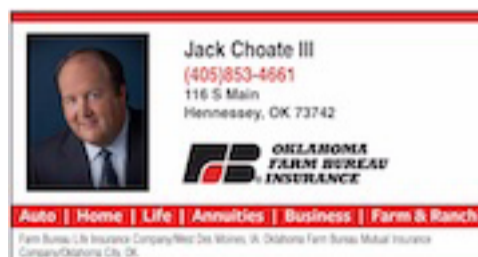 Jack Choate III
(405)853-4661
116 S Main
Hennessey, OK 73742
FB
OKLAHOMA
FARM BUREAU
® INSURANCE
Auto | Home | Life | Annuities | Business | Farm & Ranch
Farm Bureau Life Insurance Company/West Des Moines, IA. Oklahoma Farm Bureau Mutual Insurance
Company/Oklahoma City, OK.